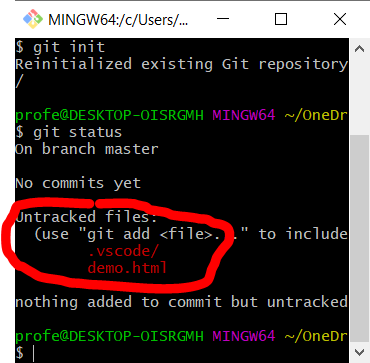 MINGW64:/c/Users/...
$ git init
Reinitialized existing Git repository
/
profe@DESKTOP-OISRGMH MINGW64 ~/OneDr
$ git status
On branch master
No commits yet
Untracked files:
(use "git add <file>..." to include
.vscode/
demo.html
nothing added to commit but untracked
profe@DESKTOP-OISRGMH MINGW64 ~/OneDr
$